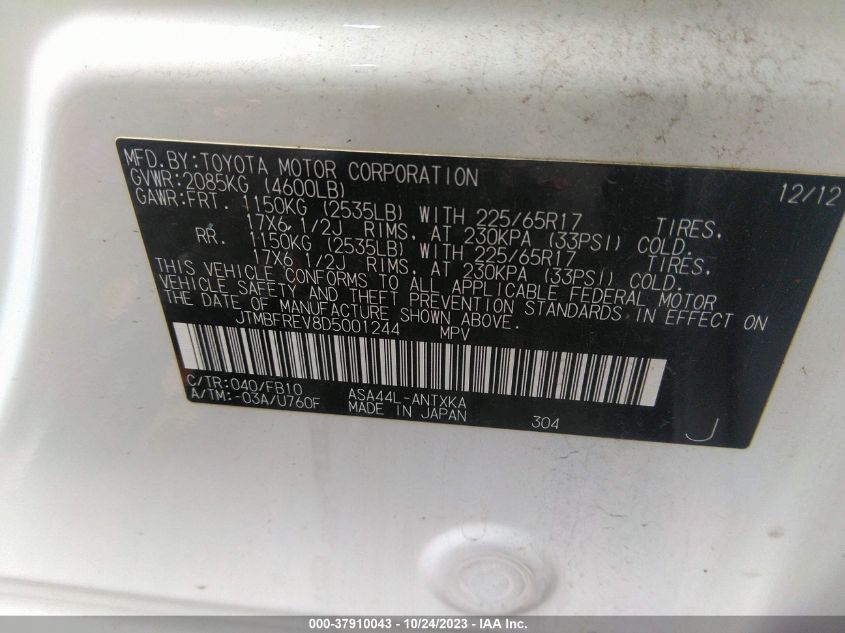 MFD.BY:TOYOTA MOTOR CORPORATION 12/12
GVWR:2085KG (4600LB)
GAWR:FRT. 1150KG (2535LB) WITH 225/65R17 TIRES.
17X6 1/2J RIMS, AT 230KPA (33PSI) COLD.
RR. 1150KG (2535LB) WITH 225/65R17 TIRES.
17X6 1/2J RIMS, AT 230KPA (33PSI) COLD.
THIS VEHICLE CONFORMS TO ALL APPLICABLE FEDERAL MOTOR
VEHICLE SAFETY AND THEFT PREVENTION STANDARDS IN EFFECT ON
THE DATE OF MANUFACTURE SHOWN ABOVE.
JTMBFREV8D5001244 MPV
C/TR:040/FB10 ASA44L-ANTXKA
A/TM:-03A/U760F MADE IN JAPAN 304 J
000-37910043 - 10/24/2023 - IAA Inc.